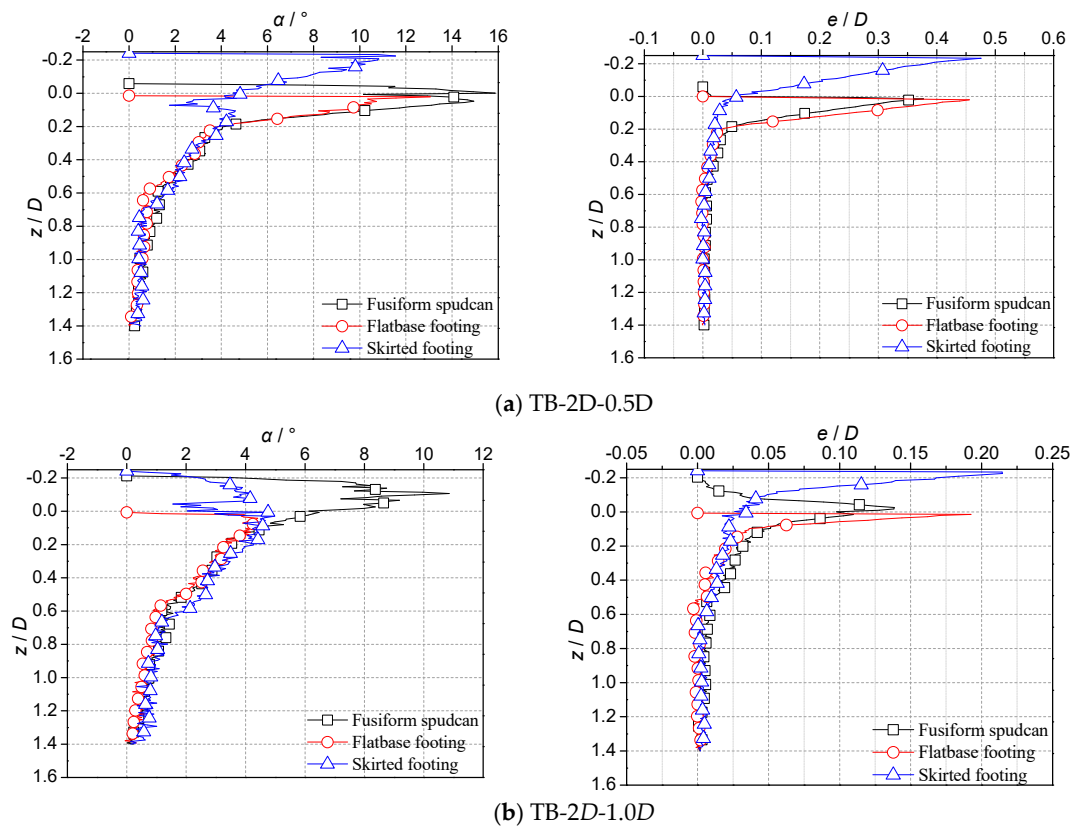 α / °
-2 0 2 4 6 8 10 12 14 16
-0.2
0.0
0.2
0.4
0.6
0.8
1.0
1.2
1.4
1.6
z / D
Fusiform spudcan
Flatbase footing
Skirted footing
e / D
-0.1 0.0 0.1 0.2 0.3 0.4 0.5 0.6
-0.2
0.0
0.2
0.4
0.6
0.8
1.0
1.2
1.4
1.6
z / D
Fusiform spudcan
Flatbase footing
Skirted footing
(a) TB-2D-0.5D
α / °
-2 0 2 4 6 8 10 12
-0.2
0.0
0.2
0.4
0.6
0.8
1.0
1.2
1.4
1.6
z / D
Fusiform spudcan
Flatbase footing
Skirted footing
e / D
-0.05 0.00 0.05 0.10 0.15 0.20 0.25
-0.2
0.0
0.2
0.4
0.6
0.8
1.0
1.2
1.4
1.6
z / D
Fusiform spudcan
Flatbase footing
Skirted footing
(b) TB-2D-1.0D